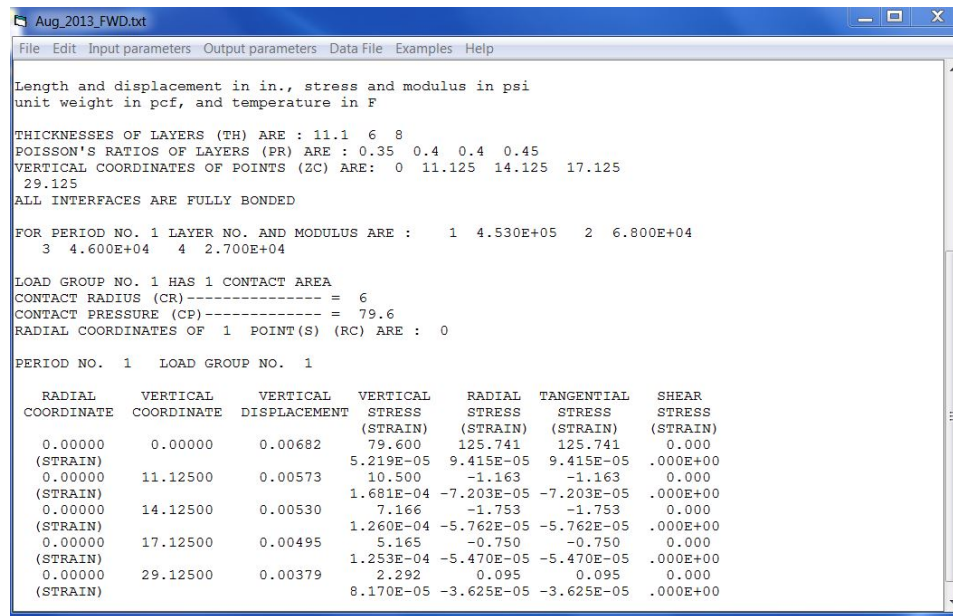 Aug_2013_FWD.txt
File Edit Input parameters Output parameters Data File Examples Help
Length and displacement in in., stress and modulus in psi
unit weight in pcf, and temperature in F
THICKNESSES OF LAYERS (TH) ARE : 11.1 6 8
POISSON'S RATIOS OF LAYERS (PR) ARE : 0.35 0.4 0.4 0.45
VERTICAL COORDINATES OF POINTS (ZC) ARE: 0 11.125 14.125 17.125
29.125
ALL INTERFACES ARE FULLY BONDED
FOR PERIOD NO. 1 LAYER NO. AND MODULUS ARE : 1 4.530E+05 2 6.800E+04
3 4.600E+04 4 2.700E+04
LOAD GROUP NO. 1 HAS 1 CONTACT AREA
CONTACT RADIUS (CR)--------------- = 6
CONTACT PRESSURE (CP)------------- = 79.6
RADIAL COORDINATES OF 1 POINT(S) (RC) ARE : 0
PERIOD NO. 1 LOAD GROUP NO. 1
RADIAL VERTICAL VERTICAL VERTICAL RADIAL TANGENTIAL SHEAR
COORDINATE COORDINATE DISPLACEMENT STRESS STRESS STRESS STRESS
(STRAIN) (STRAIN) (STRAIN) (STRAIN)
0.00000 0.00000 0.00682 79.600 125.741 125.741 0.000
(STRAIN) 5.219E-05 9.415E-05 9.415E-05 .000E+00
0.00000 11.12500 0.00573 10.500 -1.163 -1.163 0.000
(STRAIN) 1.681E-04 -7.203E-05 -7.203E-05 .000E+00
0.00000 14.12500 0.00530 7.166 -1.753 -1.753 0.000
(STRAIN) 1.260E-04 -5.762E-05 -5.762E-05 .000E+00
0.00000 17.12500 0.00495 5.165 -0.750 -0.750 0.000
(STRAIN) 1.253E-04 -5.470E-05 -5.470E-05 .000E+00
0.00000 29.12500 0.00379 2.292 0.095 0.095 0.000
(STRAIN) 8.170E-05 -3.625E-05 -3.625E-05 .000E+00